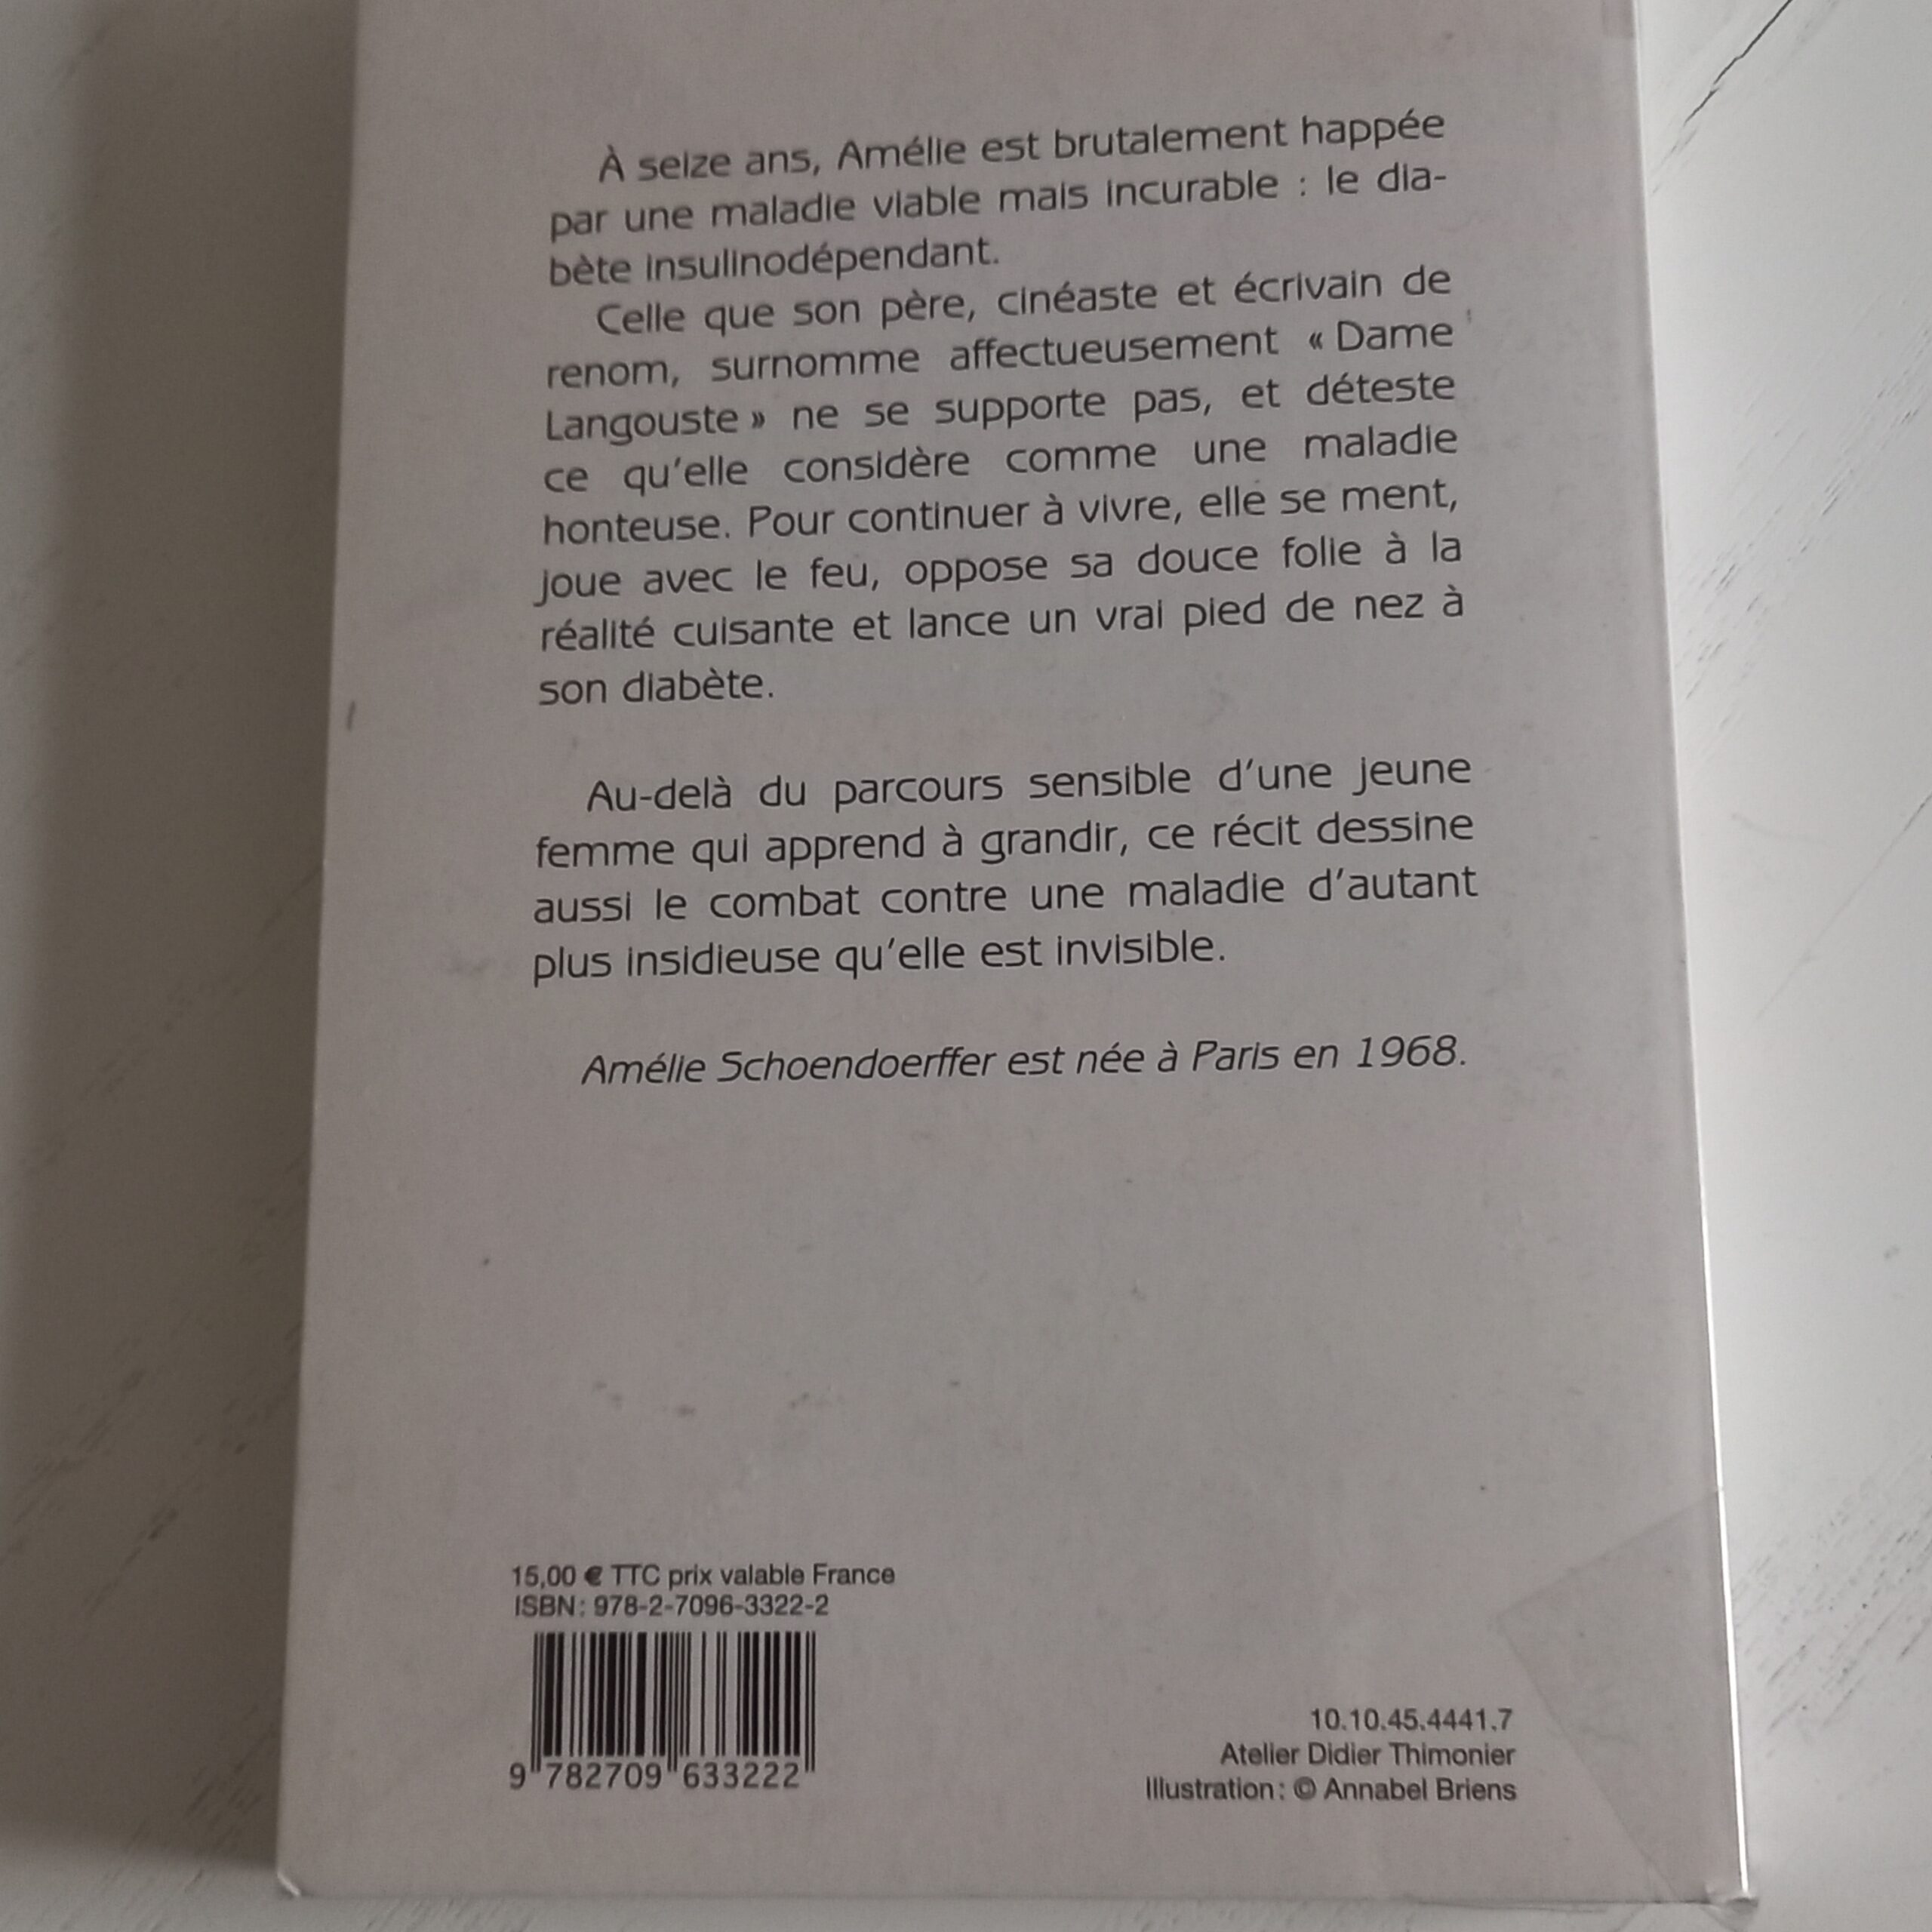 À seize ans, Amélie est brutalement happée
par une maladie viable mais incurable : le dia-
bète insulinodépendant.
Celle que son père, cinéaste et écrivain de
renom, surnomme affectueusement « Dame
Langouste » ne se supporte pas, et déteste
ce qu'elle considère comme une maladie
honteuse. Pour continuer à vivre, elle se ment,
joue avec le feu, oppose sa douce folie à la
réalité cuisante et lance un vrai pied de nez à
son diabète.
Au-delà du parcours sensible d'une jeune
femme qui apprend à grandir, ce récit dessine
aussi le combat contre une maladie d'autant
plus insidieuse qu'elle est invisible.
Amélie Schoendoerffer est née à Paris en 1968.
15,00 € TTC prix valable France
ISBN : 978-2-7096-3322-2
9 782709 633222
10.10.45.4441.7
Atelier Didier Thimonier
Illustration : © Annabel Briens